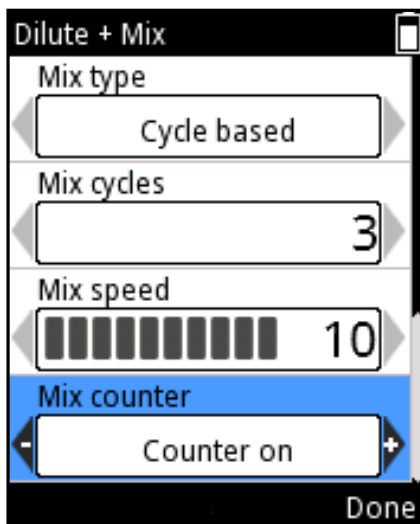 Dilute + Mix
Mix type
Cycle based
Mix cycles
3
Mix speed
10
Mix counter
- Counter on +
Done